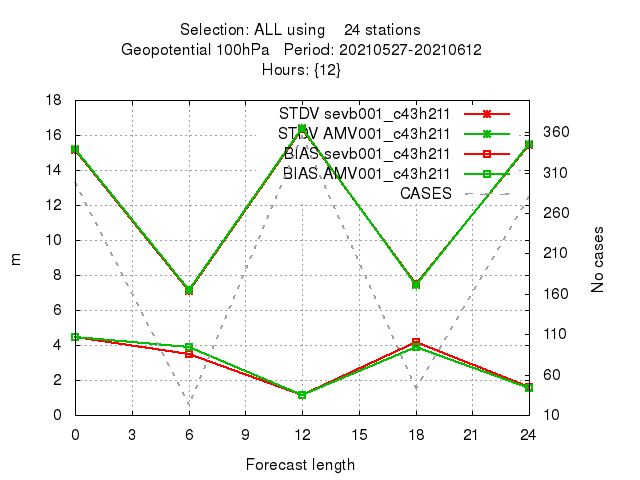 Selection: ALL using 24 stations
Geopotential 100hPa Period: 20210527-20210612
Hours: {12}
STDV sevb001_c43h211
STDV AMV001_c43h211
BIAS sevb001_c43h211
BIAS AMV001_c43h211
CASES
18
16
14
12
10
8
6
4
2
0
m
360
310
260
210
160
110
60
10
No cases
0 3 6 9 12 15 18 21 24
Forecast length